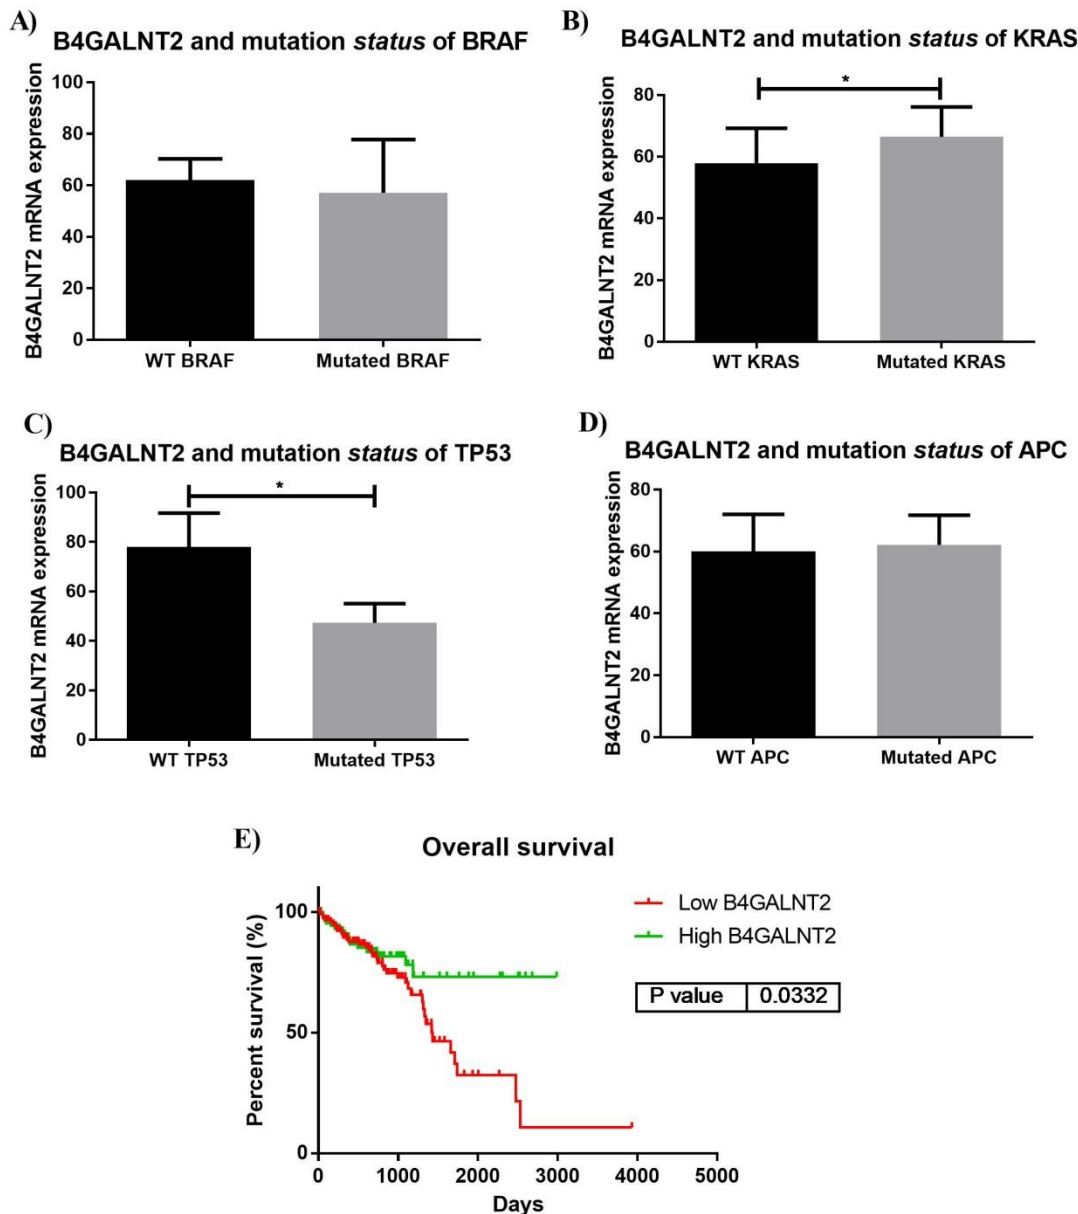 A)
B4GALNT2 and mutation status of BRAF
B4GALNT2 mRNA expression
100
80
60
40
20
0
WT BRAF
Mutated BRAF
B)
B4GALNT2 and mutation status of KRAS
B4GALNT2 mRNA expression
80
60
40
20
0
*
WT KRAS
Mutated KRAS
C)
B4GALNT2 and mutation status of TP53
B4GALNT2 mRNA expression
100
80
60
40
20
0
*
WT TP53
Mutated TP53
D)
B4GALNT2 and mutation status of APC
B4GALNT2 mRNA expression
80
60
40
20
0
WT APC
Mutated APC
E)
Overall survival
Percent survival (%)
100
50
0
0 1000 2000 3000 4000 5000
Days
Low B4GALNT2
High B4GALNT2
P value 0.0332